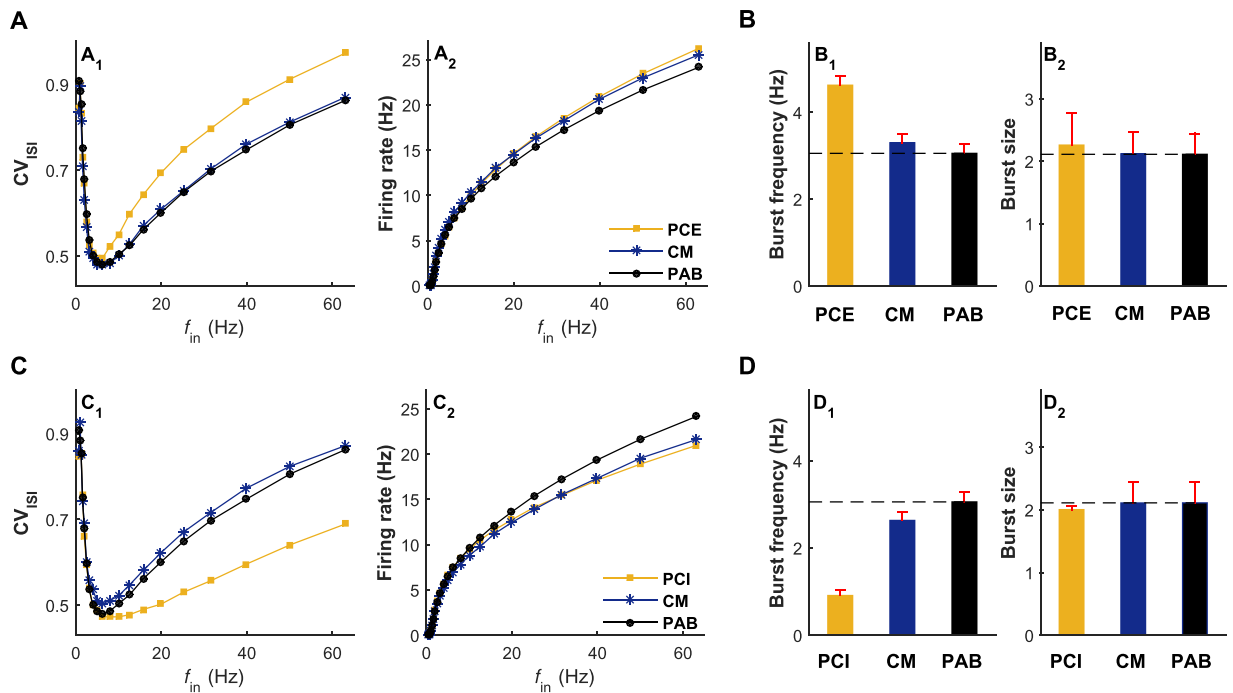 A
A1
CVISI
0.9
0.7
0.5
0
20
40
60
fin (Hz)
A2
Firing rate (Hz)
25
20
15
10
5
0
0
20
40
60
fin (Hz)
PCE
CM
PAB
B
B1
Burst frequency (Hz)
4
2
0
PCE
CM
PAB
B2
Burst size
3
2
1
0
PCE
CM
PAB
C
C1
CVISI
0.9
0.7
0.5
0
20
40
60
fin (Hz)
C2
Firing rate (Hz)
25
20
15
10
5
0
0
20
40
60
fin (Hz)
PCI
CM
PAB
D
D1
Burst frequency (Hz)
4
2
0
PCI
CM
PAB
D2
Burst size
3
2
1
0
PCI
CM
PAB